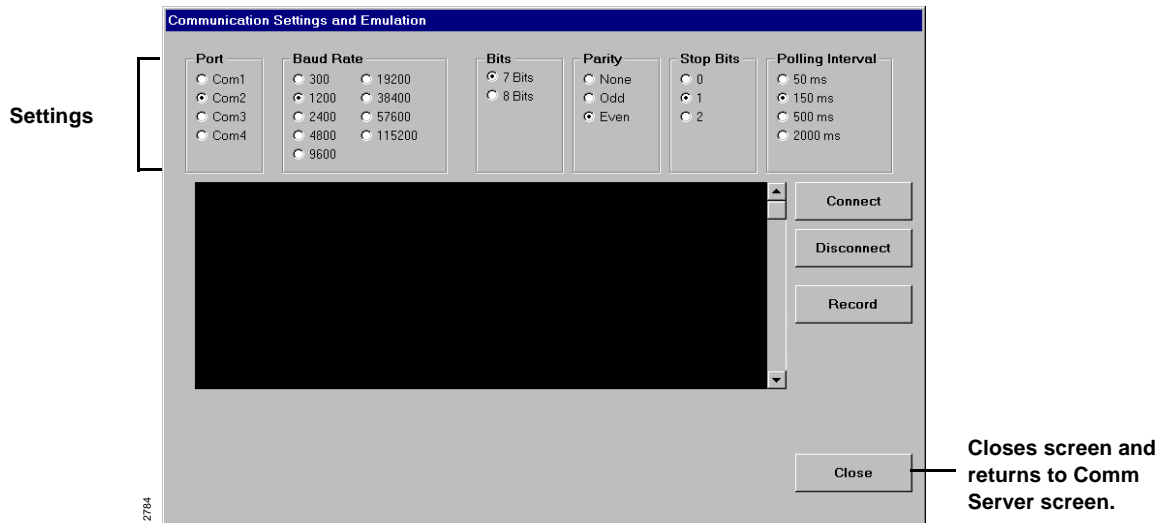 Communication Settings and Emulation
Settings
Port
Com1
Com2
Com3
Com4
Baud Rate
300 19200
1200 38400
2400 57600
4800 115200
9600
Bits
7 Bits
8 Bits
Parity
None
Odd
Even
Stop Bits
0
1
2
Polling Interval
50 ms
150 ms
500 ms
2000 ms
Connect
Disconnect
Record
Close
Closes screen and
returns to Comm
Server screen.
2784